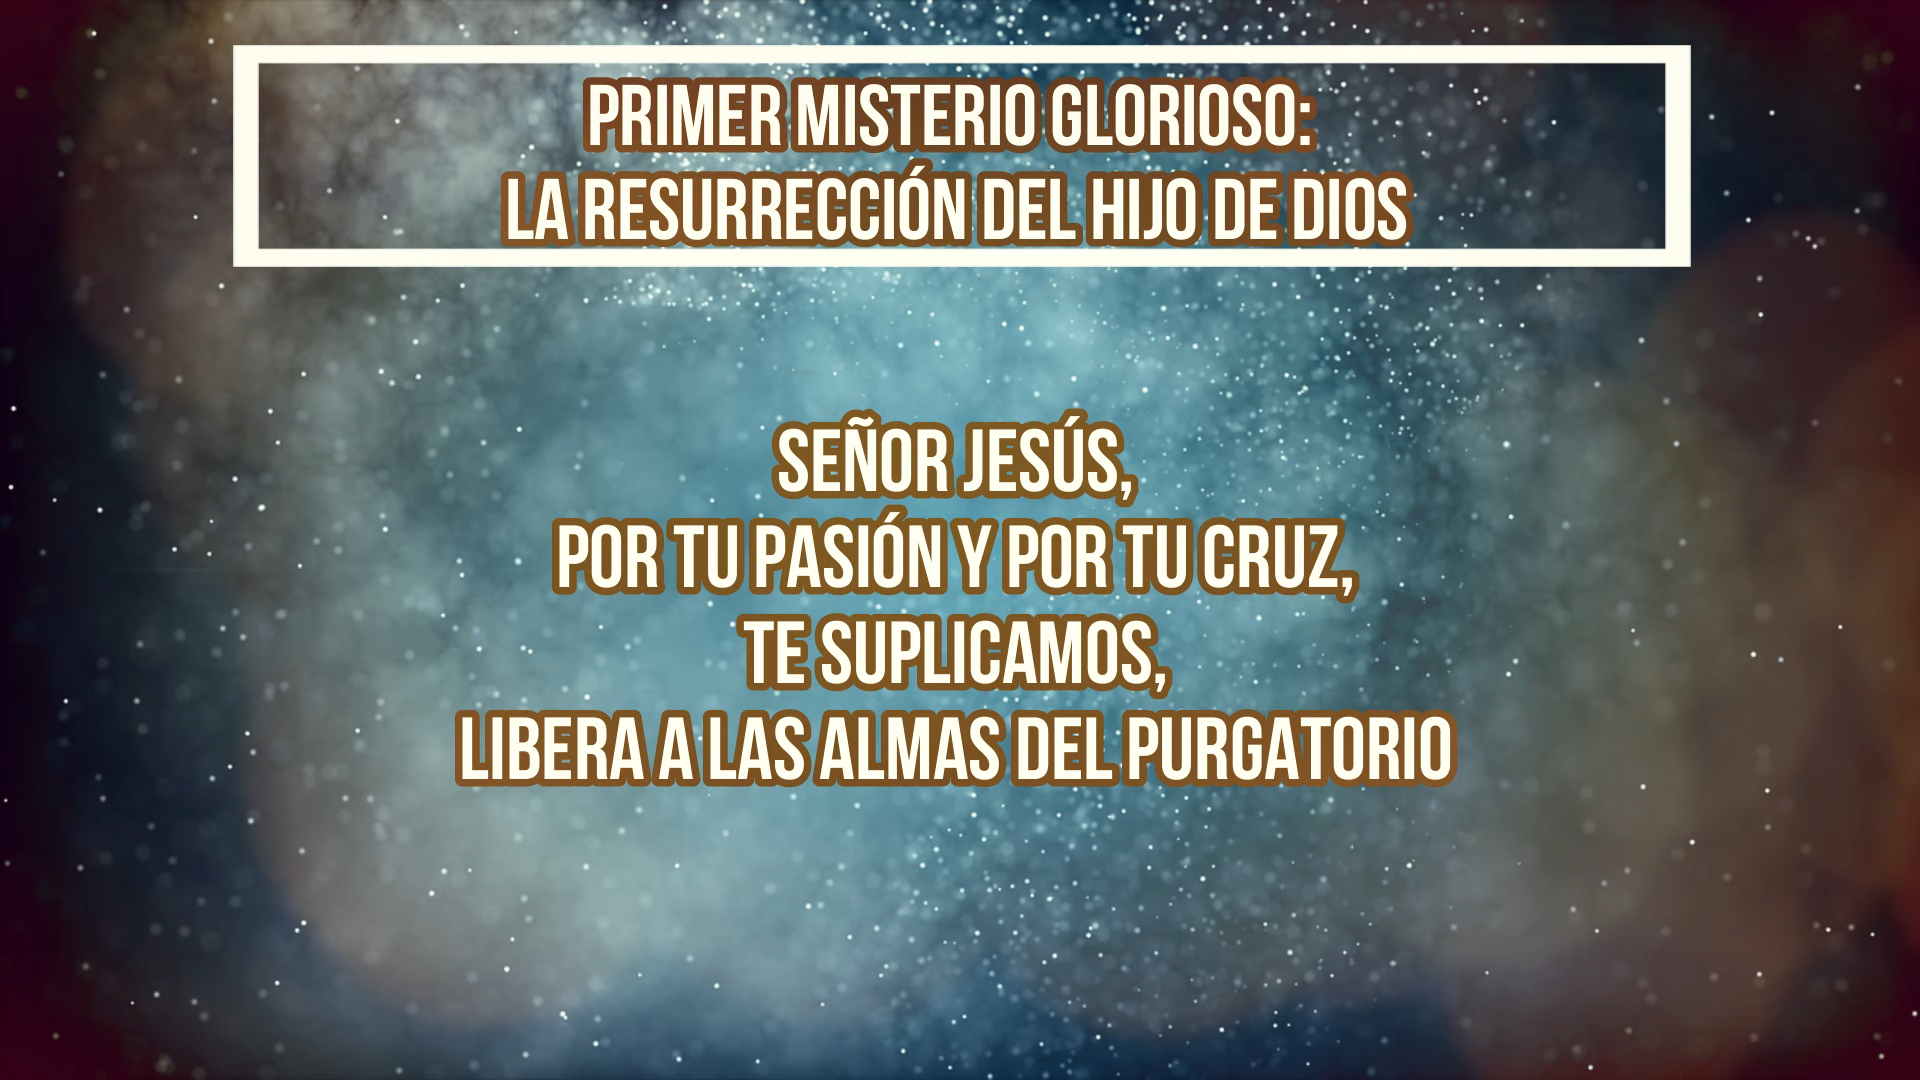 PRIMER MISTERIO GLORIOSO:
LA RESURRECCIÓN DEL HIJO DE DIOS
SEÑOR JESÚS,
POR TU PASIÓN Y POR TU CRUZ,
TE SUPLICAMOS,
LIBERA A LAS ALMAS DEL PURGATORIO